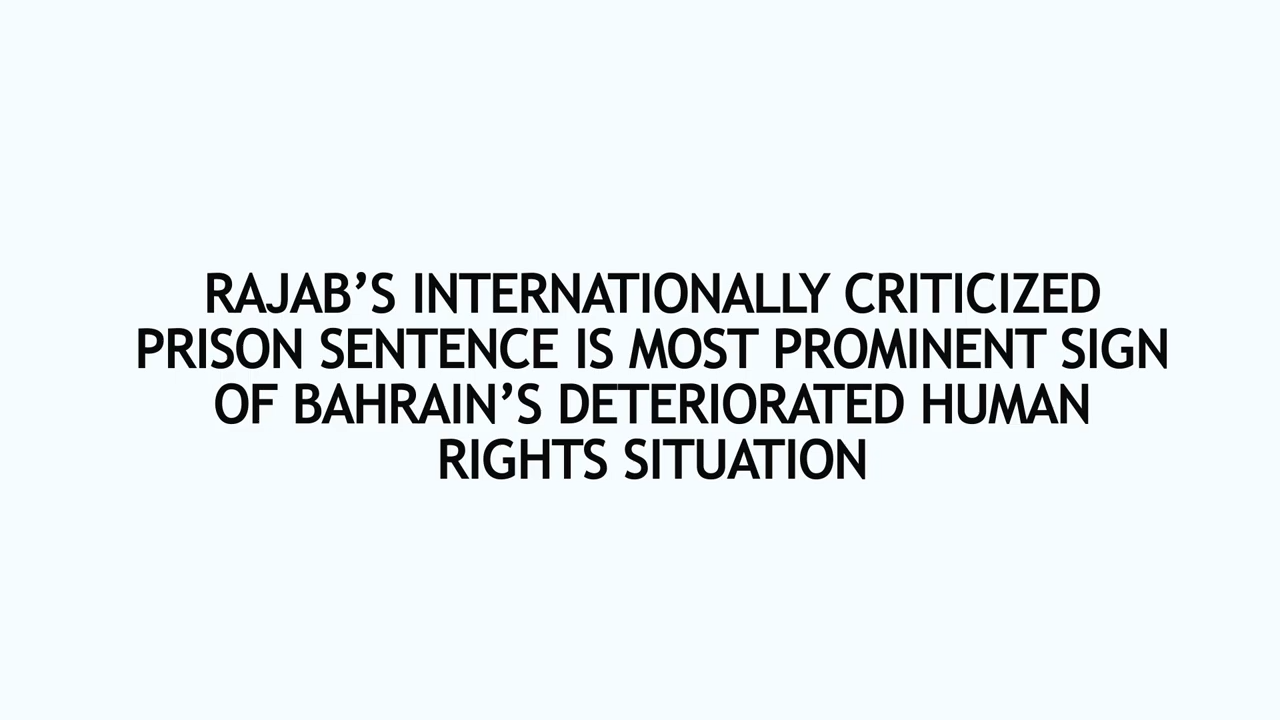 RAJAB’S INTERNATIONALLY CRITICIZED
PRISON SENTENCE IS MOST PROMINENT SIGN
OF BAHRAIN’S DETERIORATED HUMAN
RIGHTS SITUATION